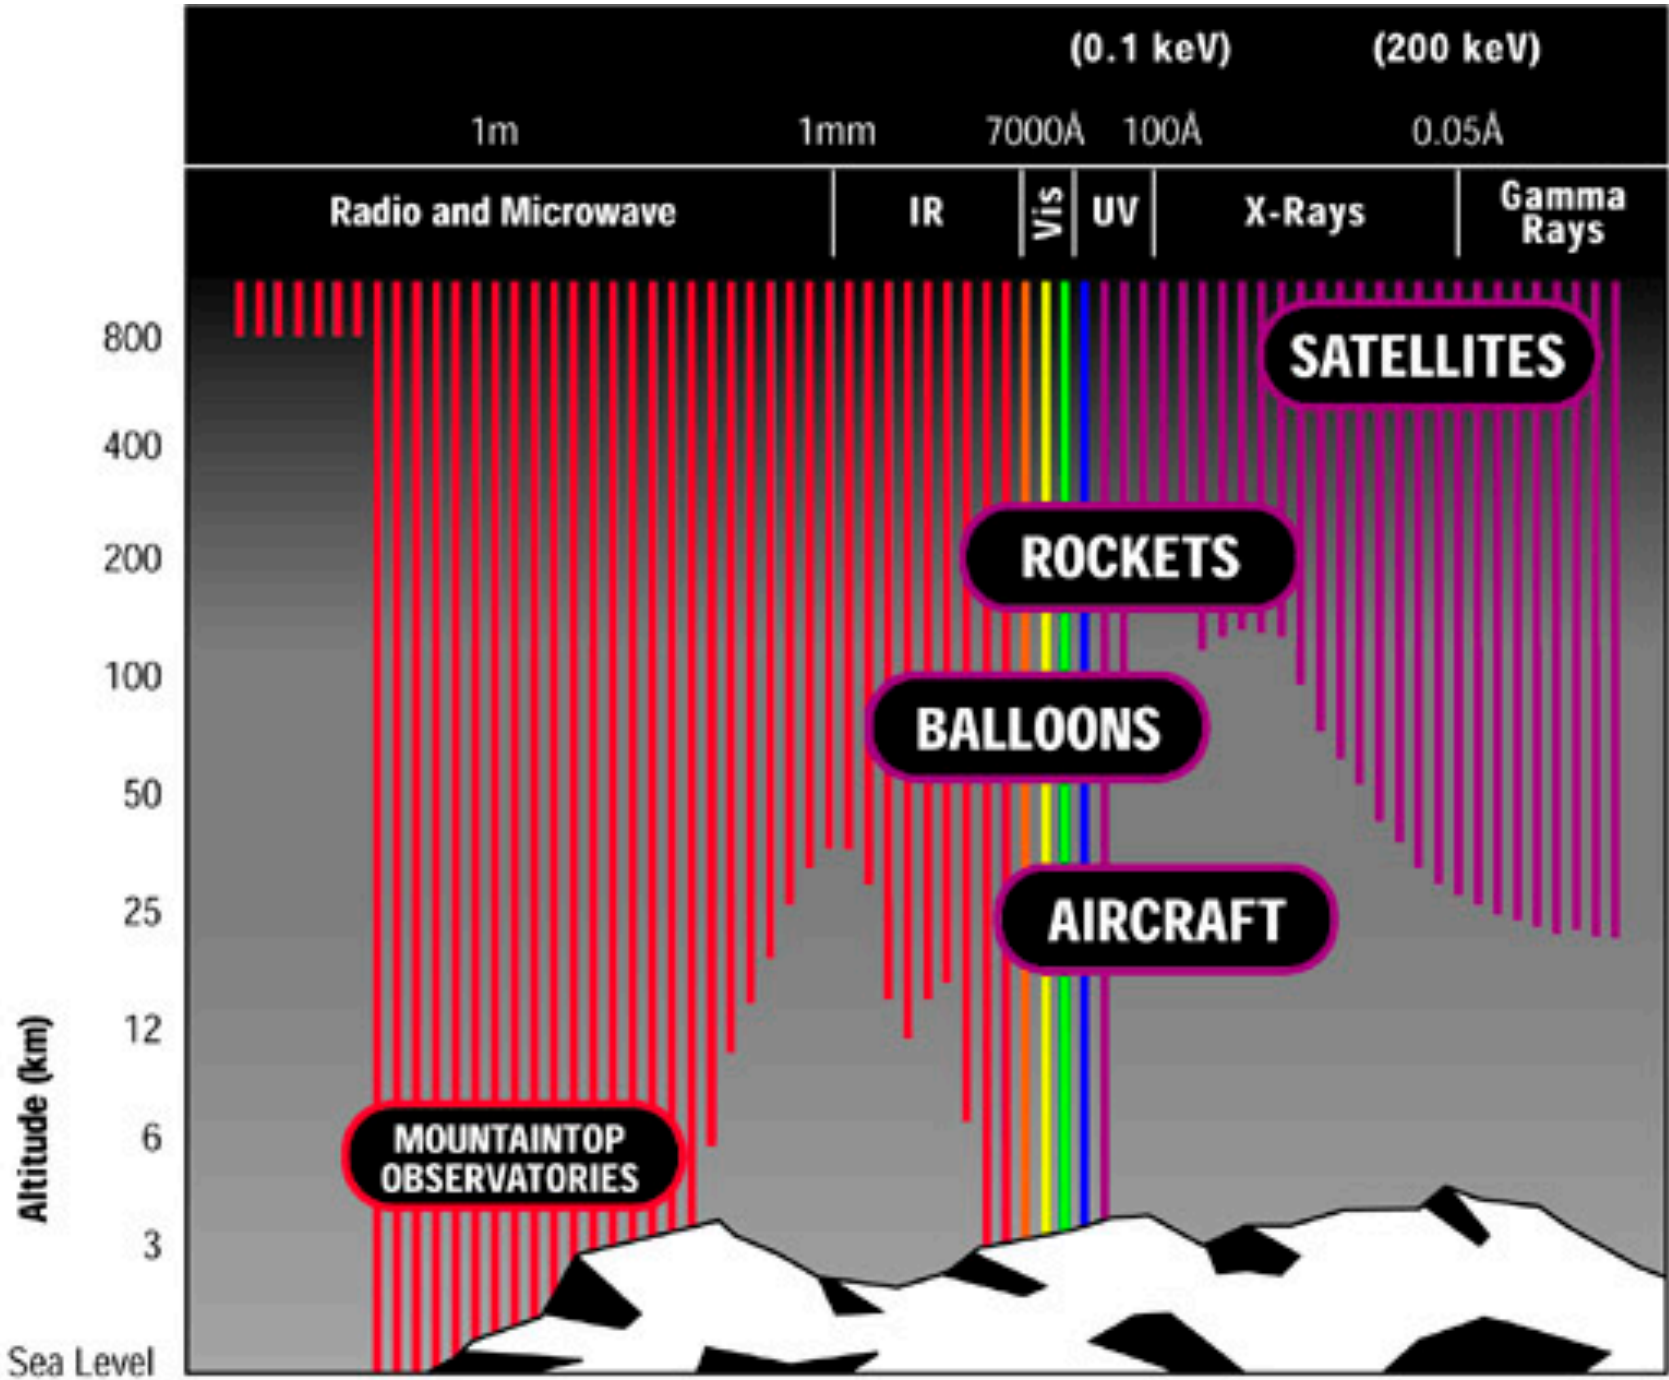 (0.1 keV) (200 keV)
1m 1mm 7000Å 100Å 0.05Å
Radio and Microwave IR Vis UV X-Rays Gamma
Rays
800
SATELLITES
400
ROCKETS
200
100
BALLOONS
50
25
AIRCRAFT
12
Altitude (km)
6
MOUNTAINTOP
OBSERVATORIES
3
Sea Level